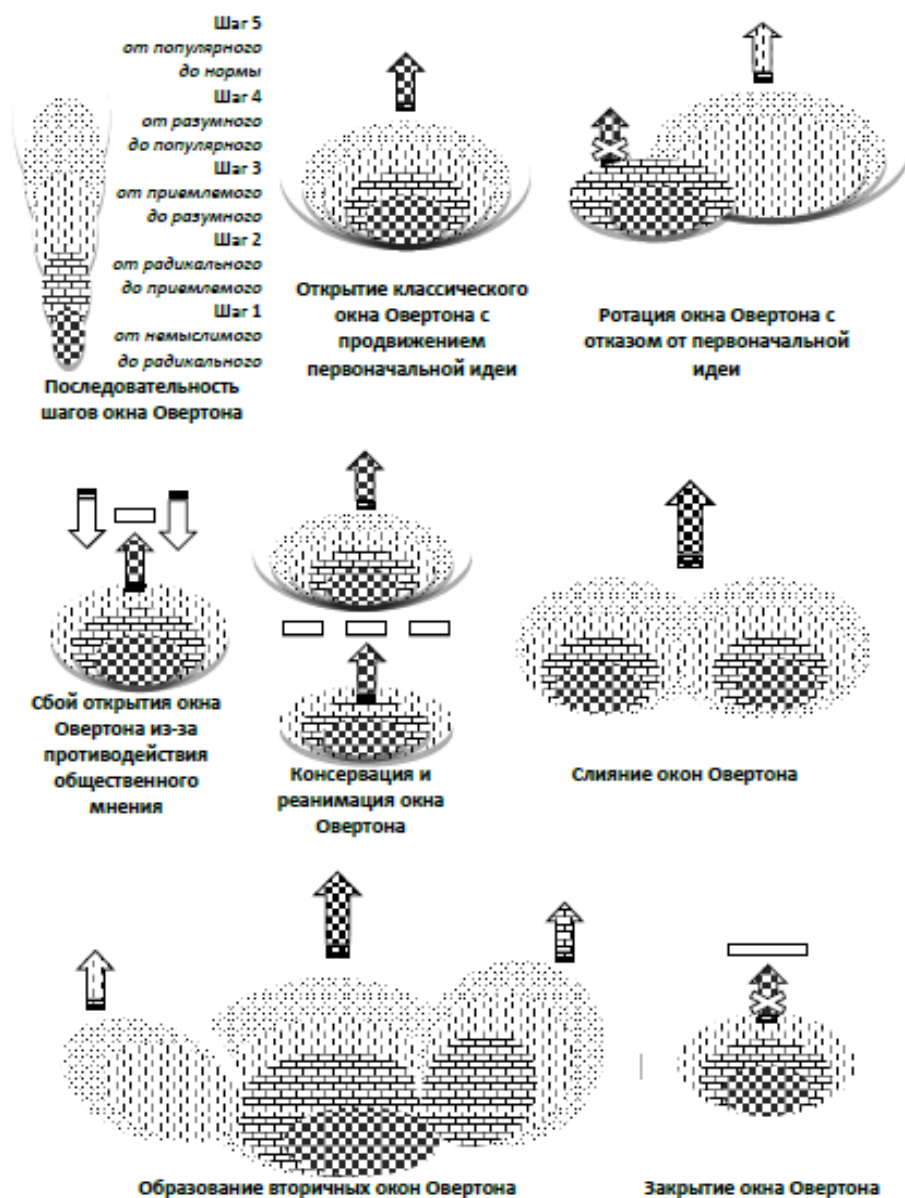 Шаг 5
от популярного
до нормы
Шаг 4
от разумного
до популярного
Шаг 3
от приемлемого
до разумного
Шаг 2
от радикального
до приемлемого
Шаг 1
от немыслимого
до радикального
Последовательность
шагов окна Овертона
Открытие классического
окна Овертона с
продвижением
первоначальной идеи
Ротация окна Овертона с
отказом от первоначальной
идеи
Сбой открытия окна
Овертона из-за
противодействия
общественного
мнения
Консервация и
реанимация окна
Овертона
Слияние окон Овертона
Образование вторичных окон Овертона
Закрытие окна Овертона